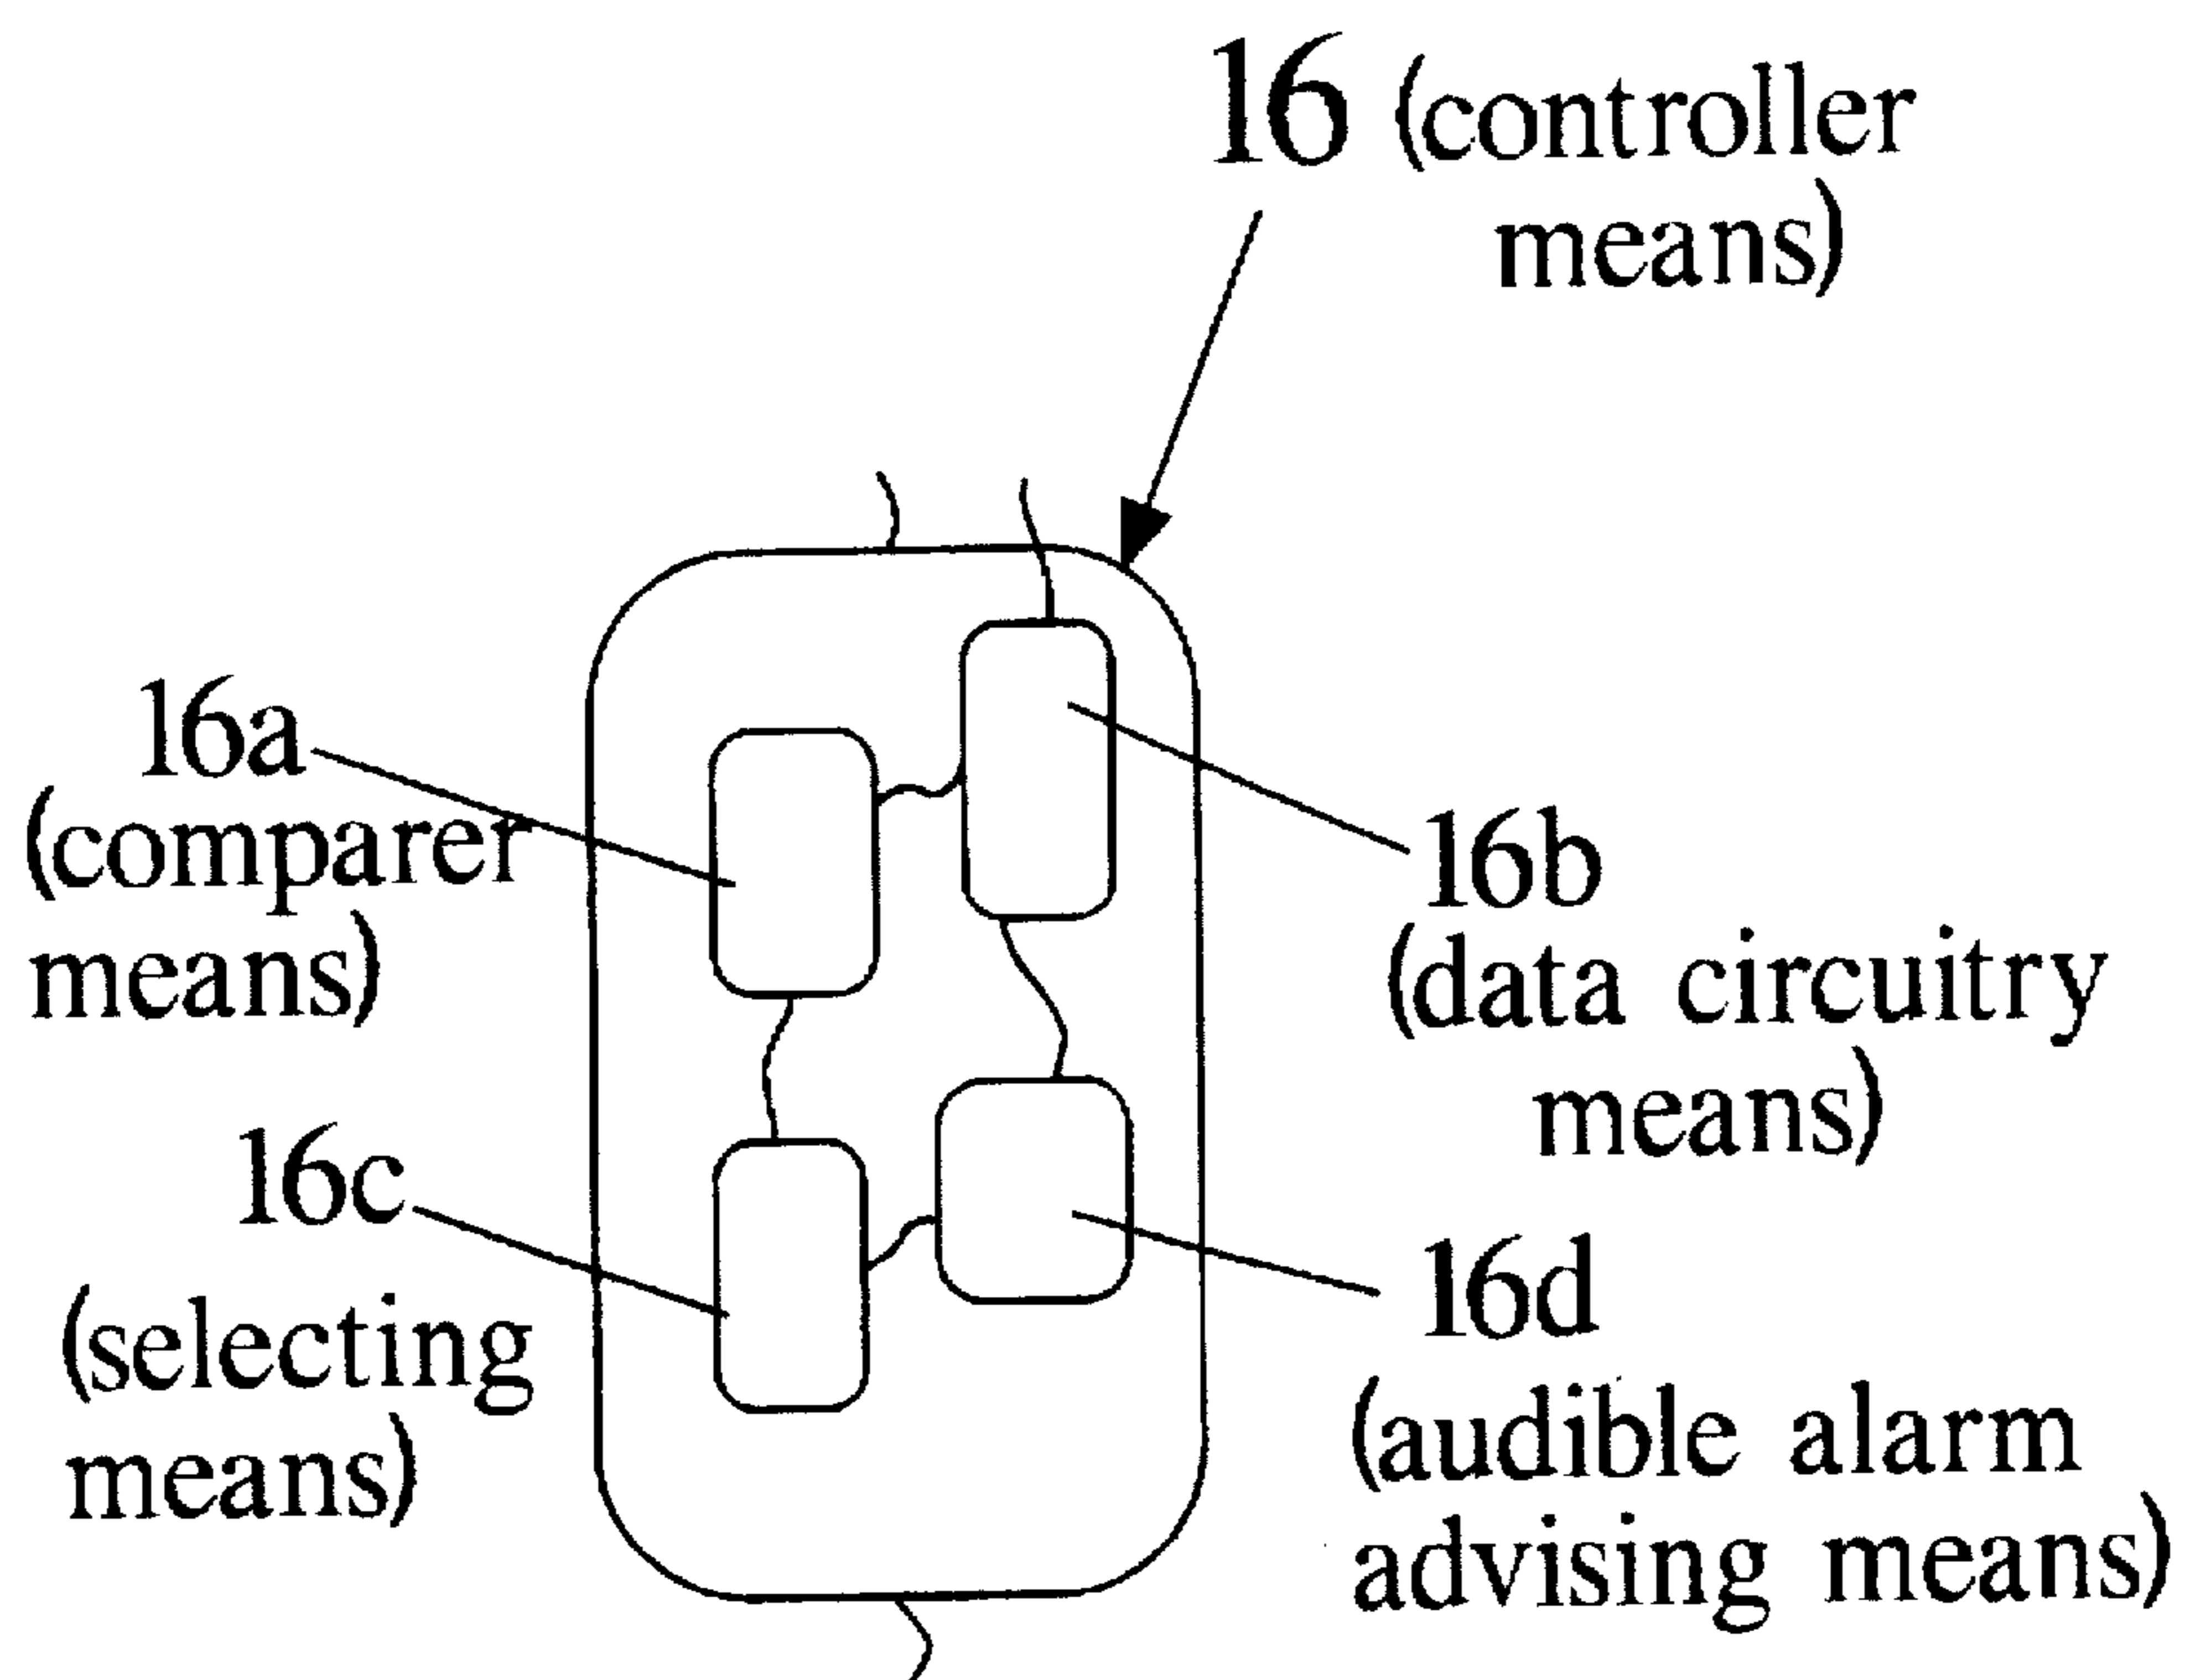 16 (controller
means)
16a
(comparer
means)
16b
(data circuitry
means)
16c
(selecting
means)
16d
(audible alarm
advising means)